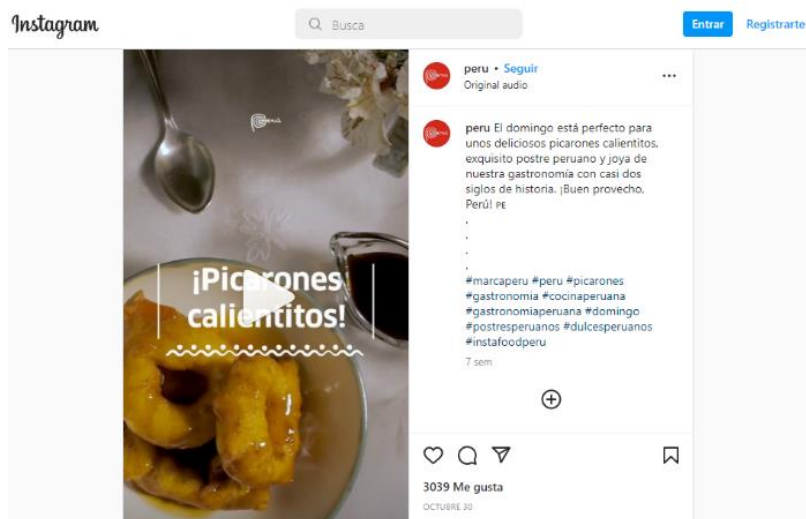 Instagram
Busca
Entrar
Registrarte
peru • Seguir
Original audio
peru El domingo está perfecto para
unos deliciosos picarones calientitos,
exquisito postre peruano y joya de
nuestra gastronomía con casi dos
siglos de historia. ¡Buen provecho,
Perú! PE
.
.
.
.
#marcaperu #peru #picarones
#gastronomia #cocinaperuana
#gastronomiaperuana #domingo
#postresperuanos #dulcesperuanos
#instafoodperu
7 sem
3039 Me gusta
OCTUBRE 30
Perú
¡Picarones
calientitos!